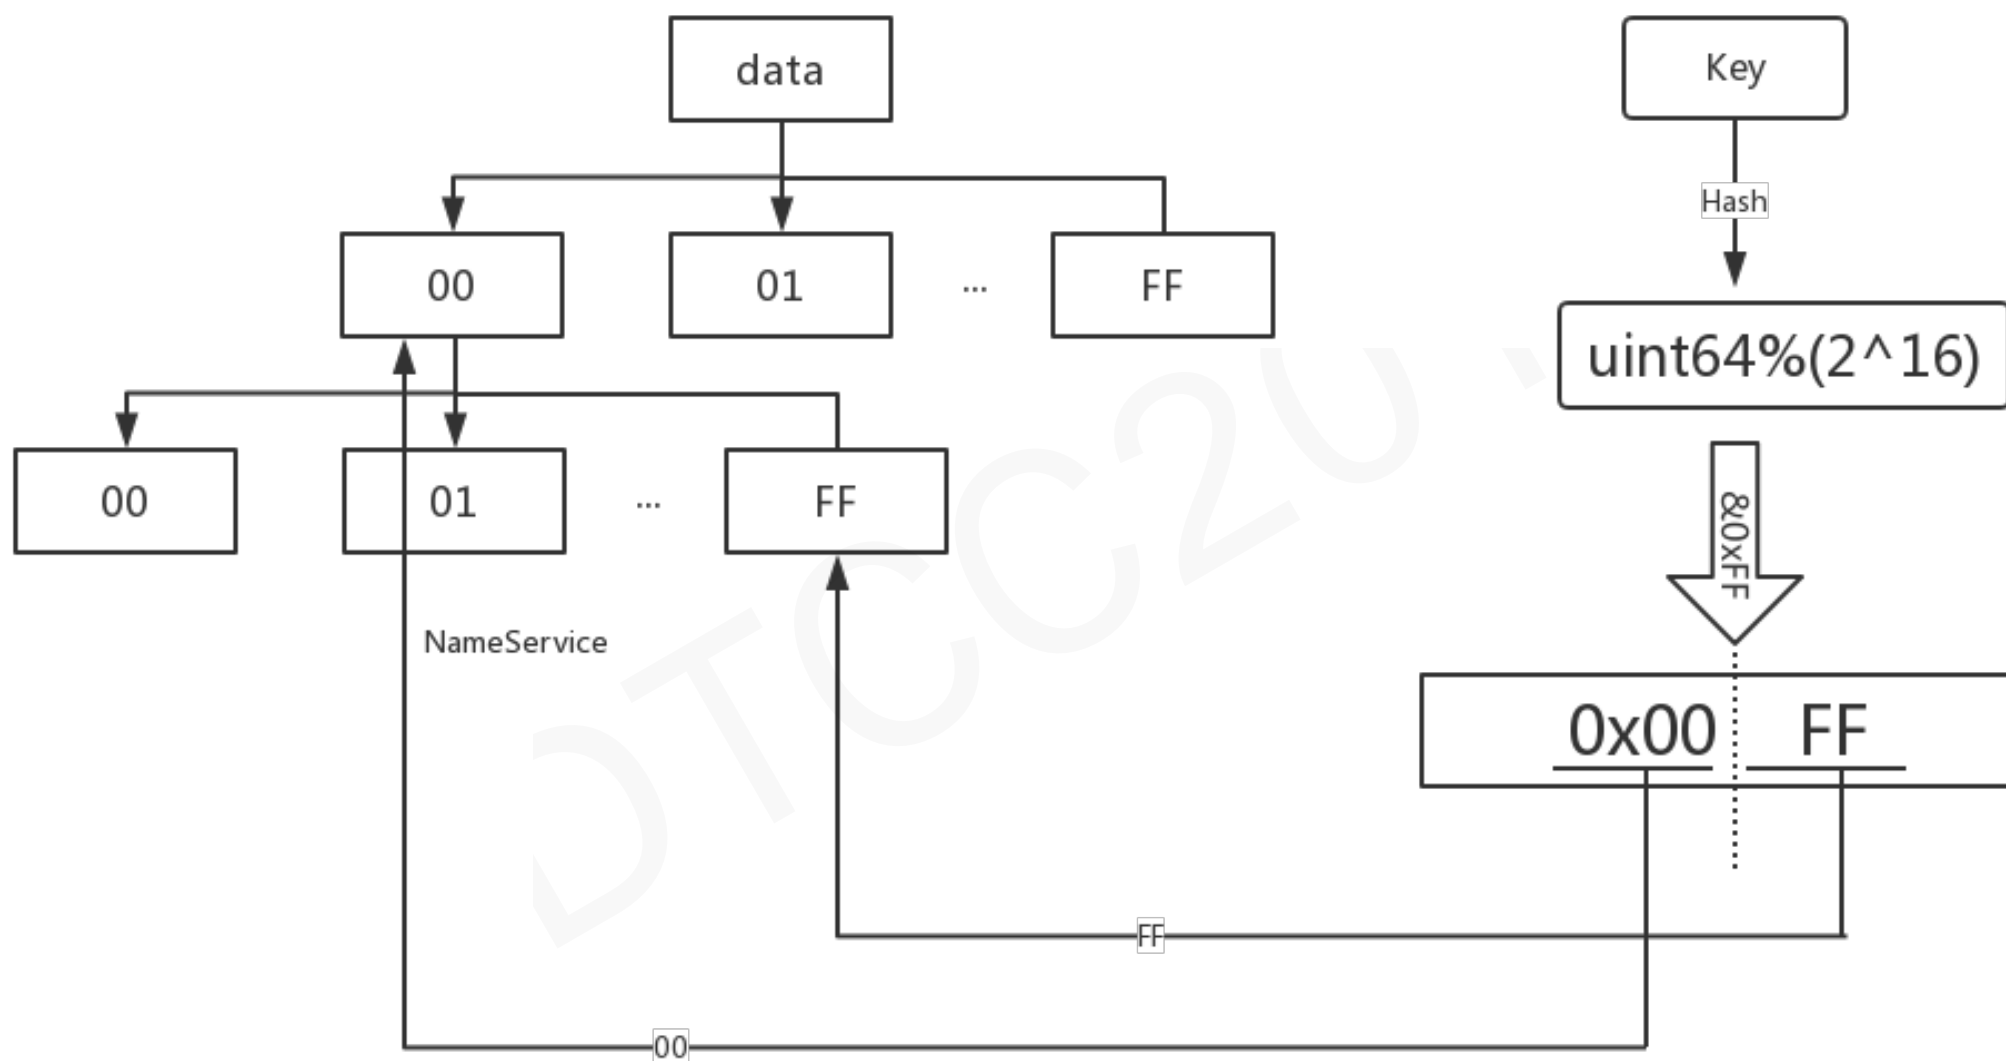 data
Key
Hash
00
01
...
FF
uint64%(2^16)
00
01
...
FF
&0xFF
NameService
0x00
FF
FF
00